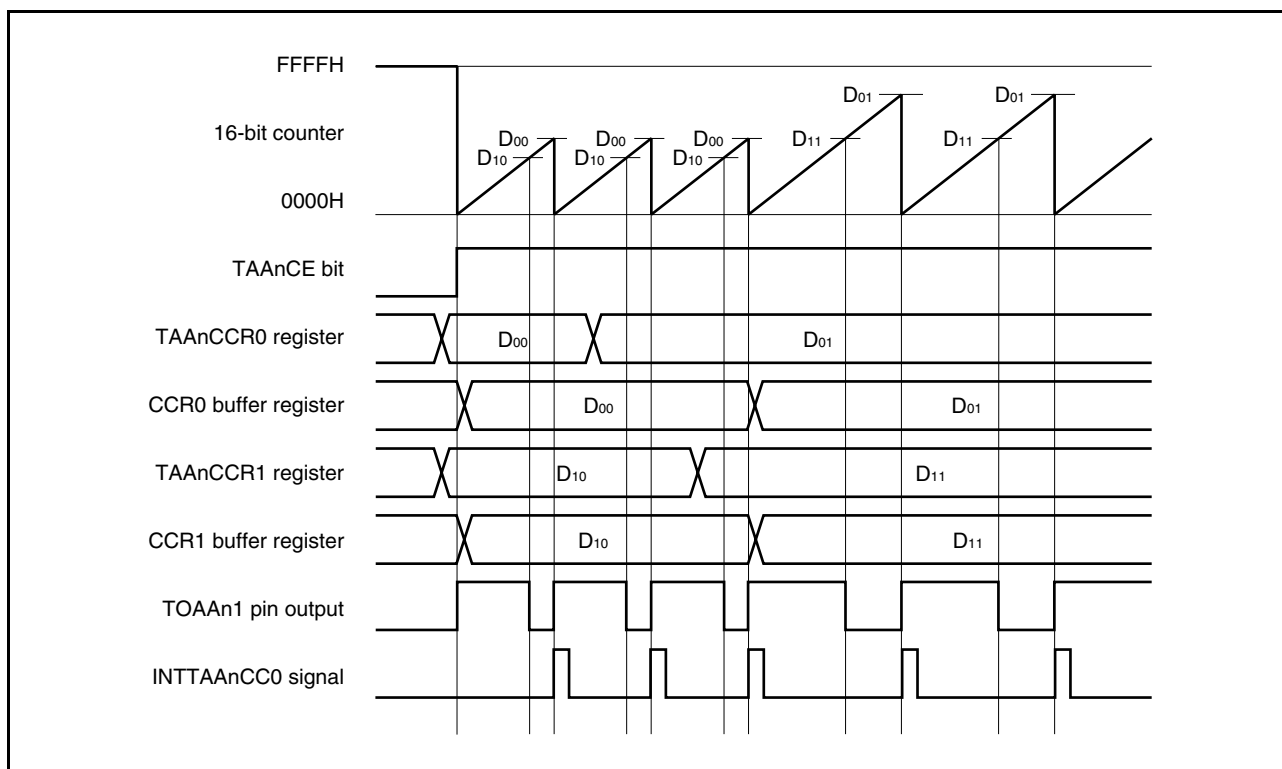 FFFFH
D01 D01
16-bit counter D00 D00 D00 D11 D11
D10 D10 D10
0000H
TAAnCE bit
TAAnCCR0 register D00 D01
CCR0 buffer register D00 D01
TAAnCCR1 register D10 D11
CCR1 buffer register D10 D11
TOAAn1 pin output
INTTAAnCC0 signal